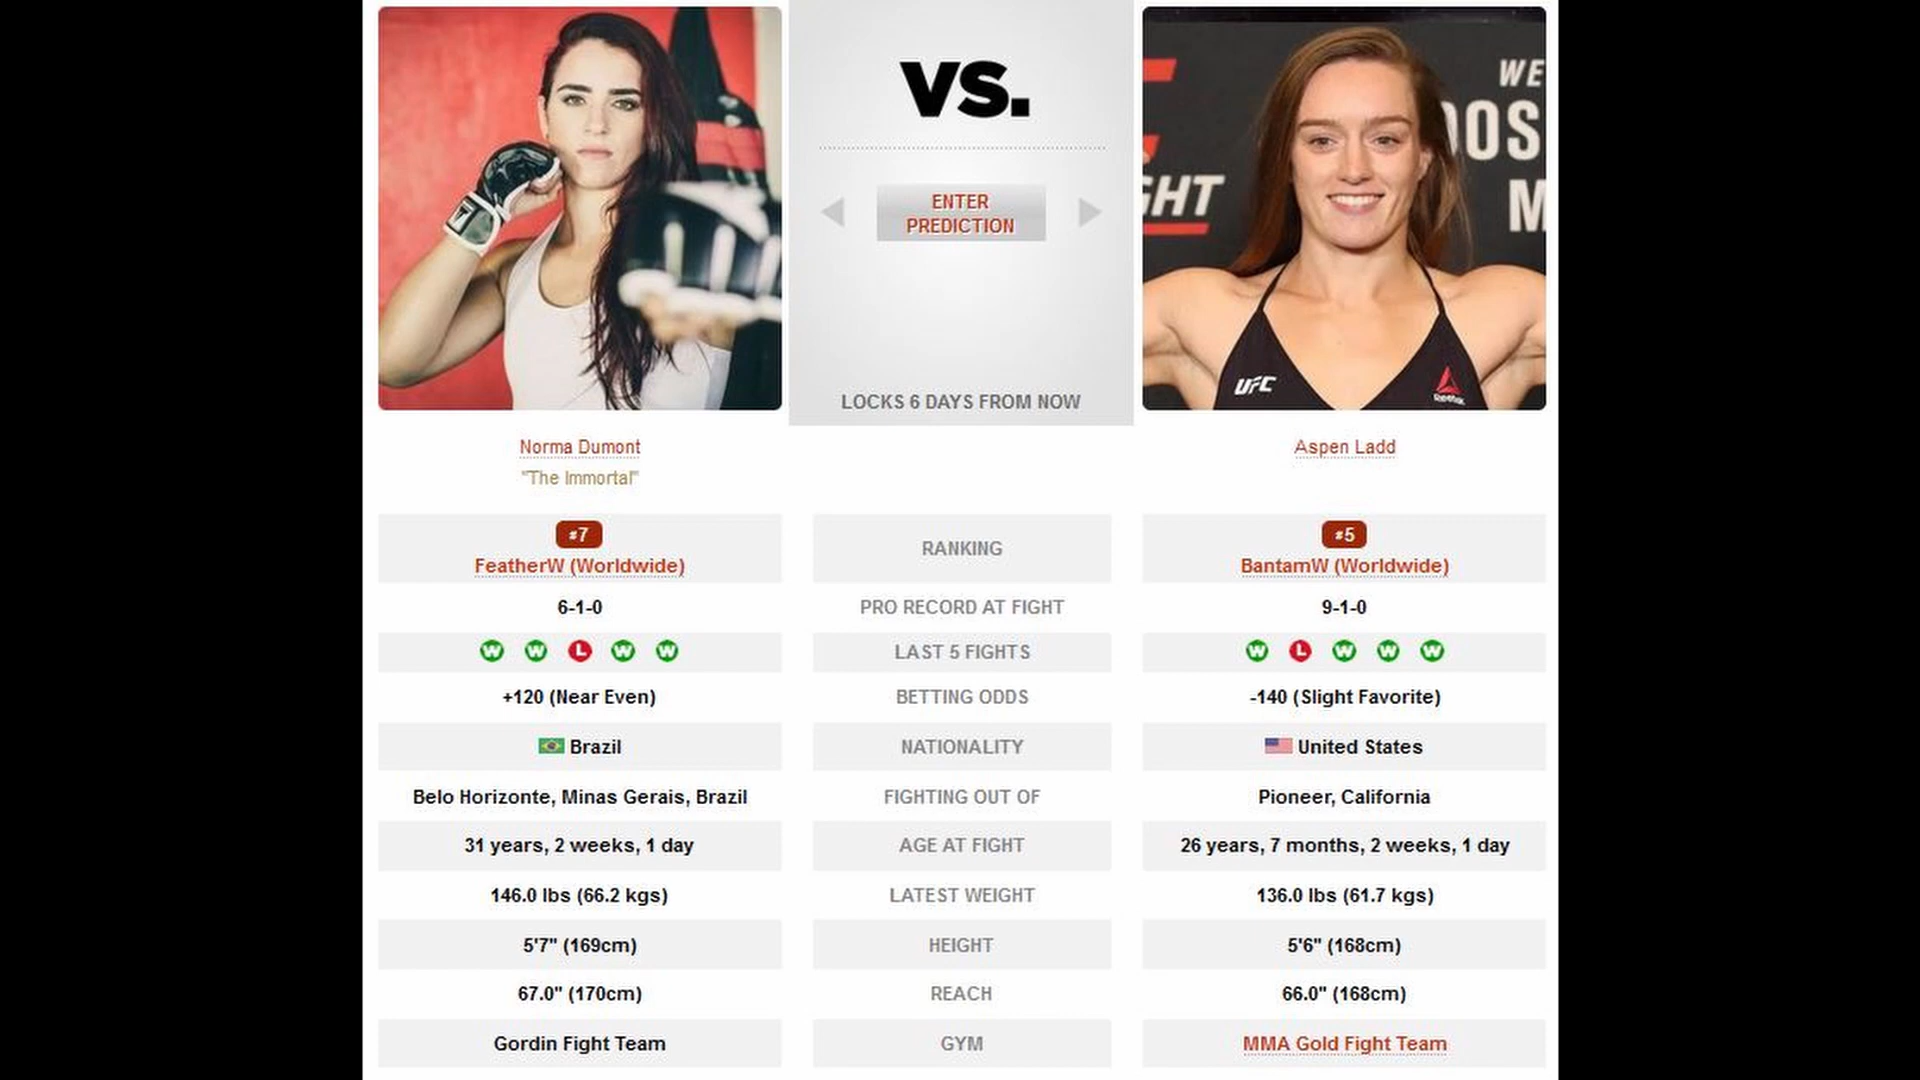 VS.
WE
OOS
GHT
M
ENTER
PREDICTION
LOCKS 6 DAYS FROM NOW
UFC
Reebok
Norma Dumont
Aspen Ladd
"The Immortal"
#7
FeatherW (Worldwide)
RANKING
#5
BantamW (Worldwide)
6-1-0
PRO RECORD AT FIGHT
9-1-0
W W L W W
LAST 5 FIGHTS
W L W W W
+120 (Near Even)
BETTING ODDS
-140 (Slight Favorite)
Brazil
NATIONALITY
United States
Belo Horizonte, Minas Gerais, Brazil
FIGHTING OUT OF
Pioneer, California
31 years, 2 weeks, 1 day
AGE AT FIGHT
26 years, 7 months, 2 weeks, 1 day
146.0 lbs (66.2 kgs)
LATEST WEIGHT
136.0 lbs (61.7 kgs)
5'7" (169cm)
HEIGHT
5'6" (168cm)
67.0" (170cm)
REACH
66.0" (168cm)
Gordin Fight Team
GYM
MMA Gold Fight Team